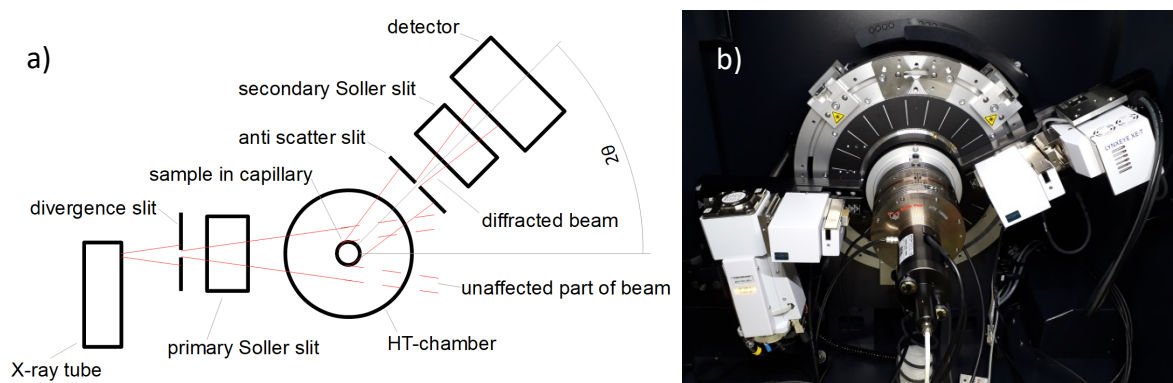 a)
detector
secondary Soller slit
anti scatter slit
sample in capillary
divergence slit
2θ
diffracted beam
unaffected part of beam
HT-chamber
primary Soller slit
X-ray tube
b)
LYNXEYE XE-T